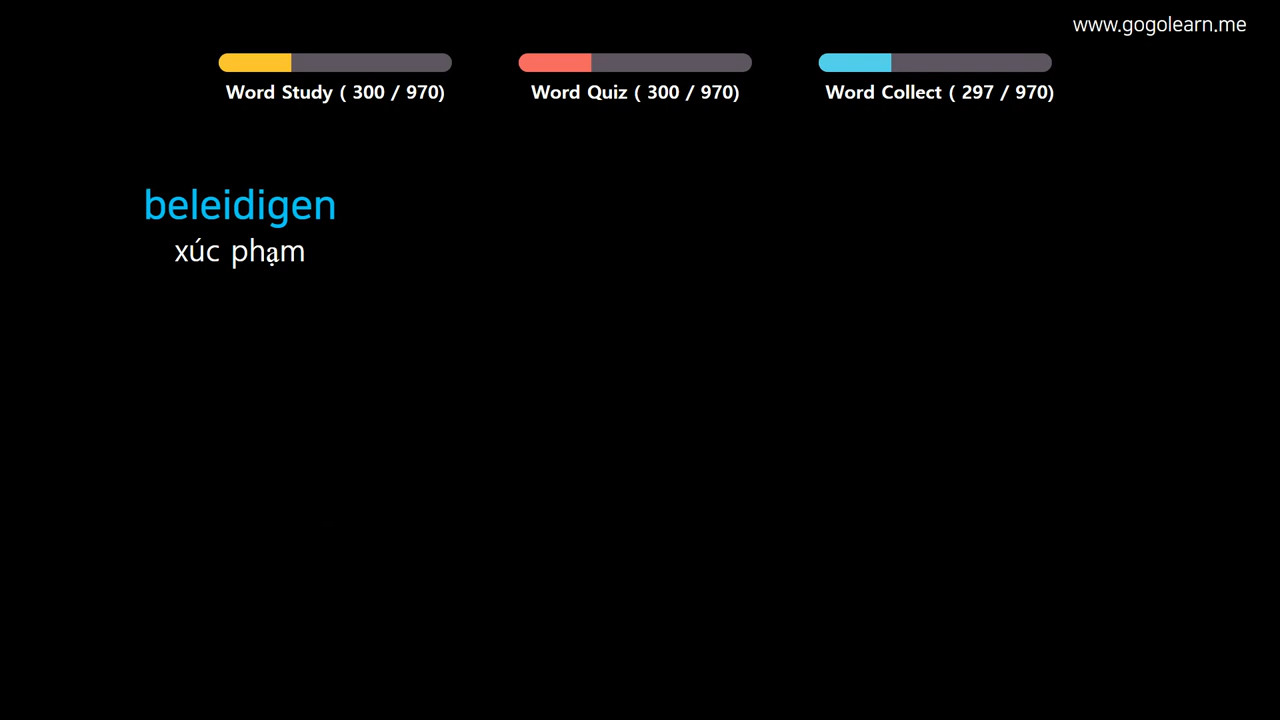 www.gogolearn.me
Word Study ( 300 / 970)
Word Quiz ( 300 / 970)
Word Collect ( 297 / 970)
beleidigen
xúc phạm